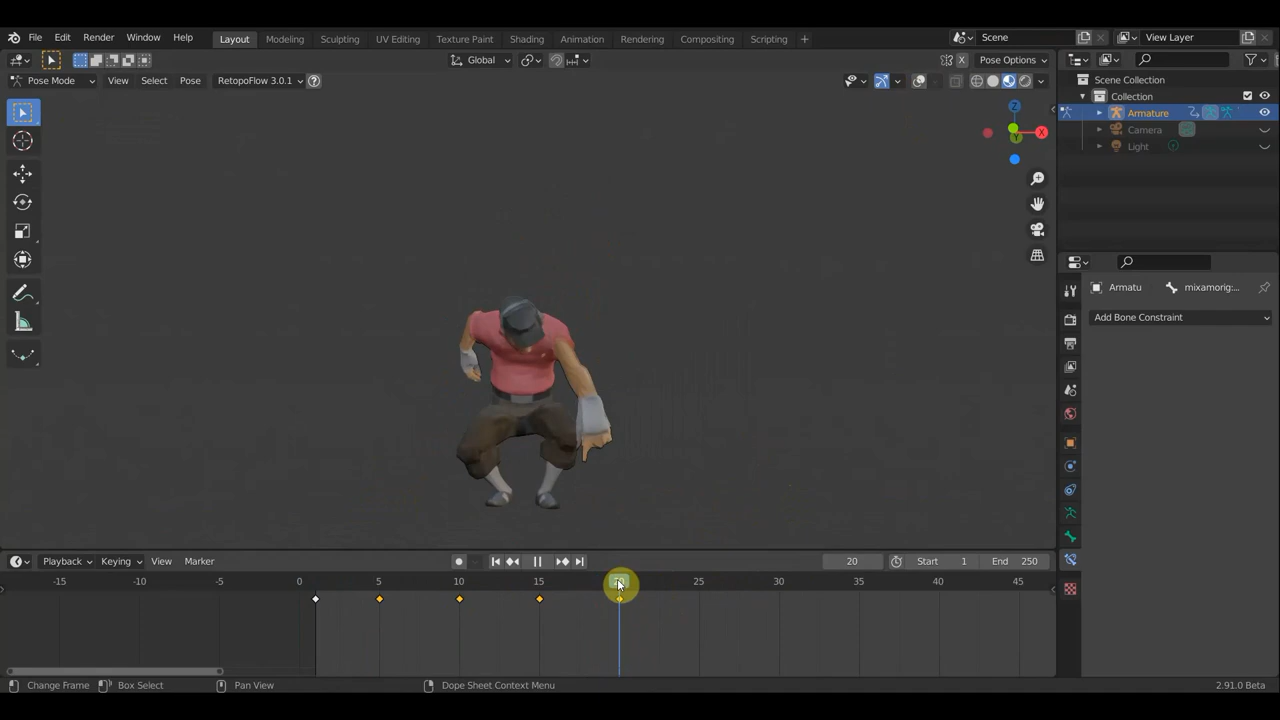 File Edit Render Window Help Layout Modeling Sculpting UV Editing Texture Paint Shading Animation Rendering Compositing Scripting + Scene View Layer
Global Pose Options
Pose Mode View Select Pose RetopoFlow 3.0.1 X
Scene Collection
Collection
Armature
Camera
Light
Z
X
Y
Armatu mixamorig:...
Add Bone Constraint
Playback Keying View Marker 20 Start 1 End 250
-15 -10 -5 0 5 10 15 20 25 30 35 40 45
Change Frame Box Select Pan View Dope Sheet Context Menu 2.91.0 Beta